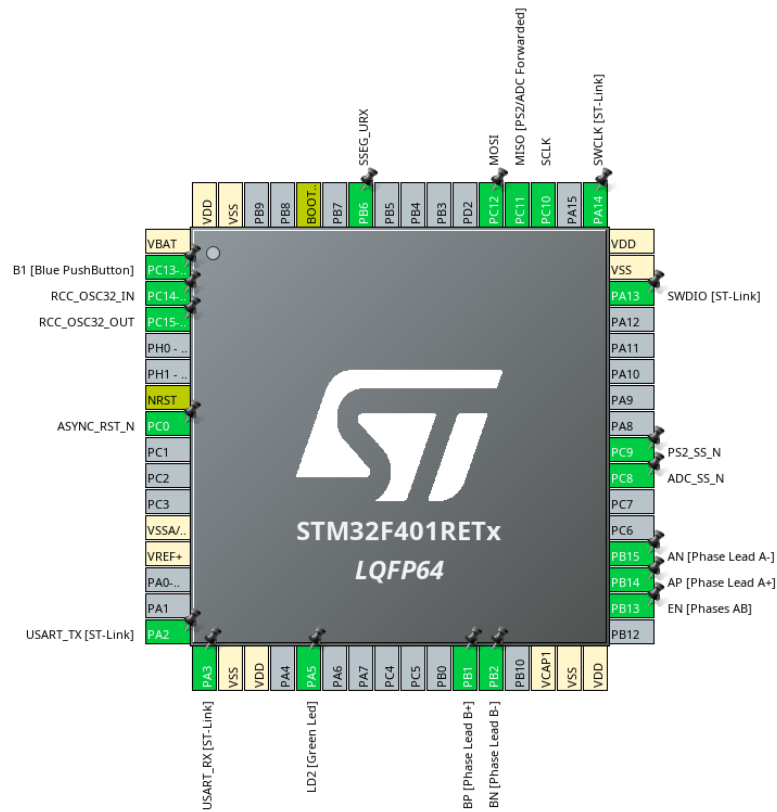 SSEG_URX
MOSI
MISO [PS2/ADC Forwarded]
SCLK
SWCLK [ST-Link]
VDD
VSS
PB9
PB8
BOOT..
PB7
PB6
PB5
PB4
PB3
PD2
PC12
PC11
PC10
PA15
PA14
VBAT
B1 [Blue PushButton] PC13-..
RCC_OSC32_IN PC14-..
RCC_OSC32_OUT PC15-..
PH0 - ..
PH1 - ..
NRST
ASYNC_RST_N PC0
PC1
PC2
PC3
VSSA/..
VREF+
PA0-..
PA1
USART_TX [ST-Link] PA2
ST
STM32F401RETx
LQFP64
VDD
VSS
PA13 SWDIO [ST-Link]
PA12
PA11
PA10
PA9
PA8
PC9 PS2_SS_N
PC8 ADC_SS_N
PC7
PC6
PB15 AN [Phase Lead A-]
PB14 AP [Phase Lead A+]
PB13 EN [Phases AB]
PB12
PA3
VSS
VDD
PA4
PA5
PA6
PA7
PC4
PC5
PB0
PB1
PB2
PB10
VCAP1
VSS
VDD
USART_RX [ST-Link]
LD2 [Green Led]
BP [Phase Lead B+]
BN [Phase Lead B-]